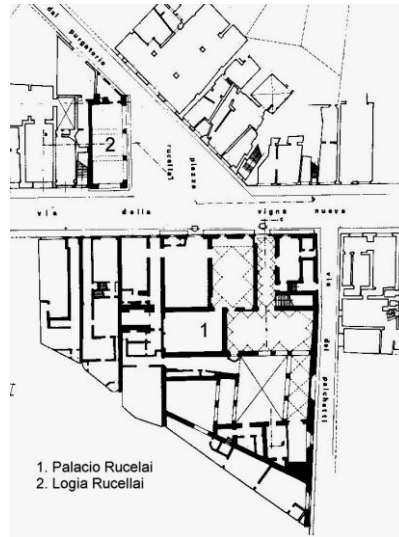 del purgatorio
2
piazza
rucellai
via della vigna nuova
via dei palchetti
1
1. Palacio Rucelai
2. Logia Rucellai